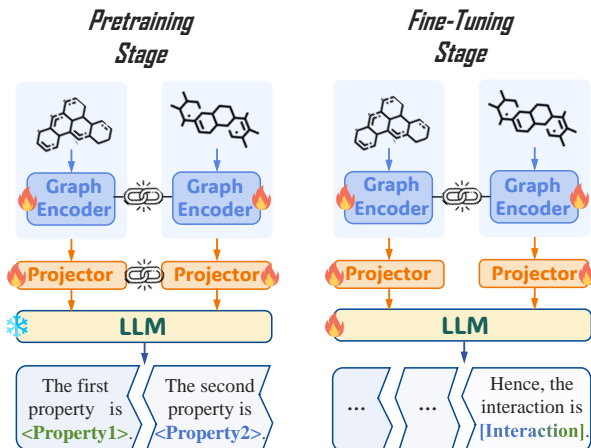 Pretraining
Stage
Graph
Encoder
Graph
Encoder
Projector
Projector
LLM
The first
property is
<Property1>.
The second
property is
<Property2>.
Fine-Tuning
Stage
Graph
Encoder
Graph
Encoder
Projector
Projector
LLM
...
...
Hence, the
interaction is
[Interaction].